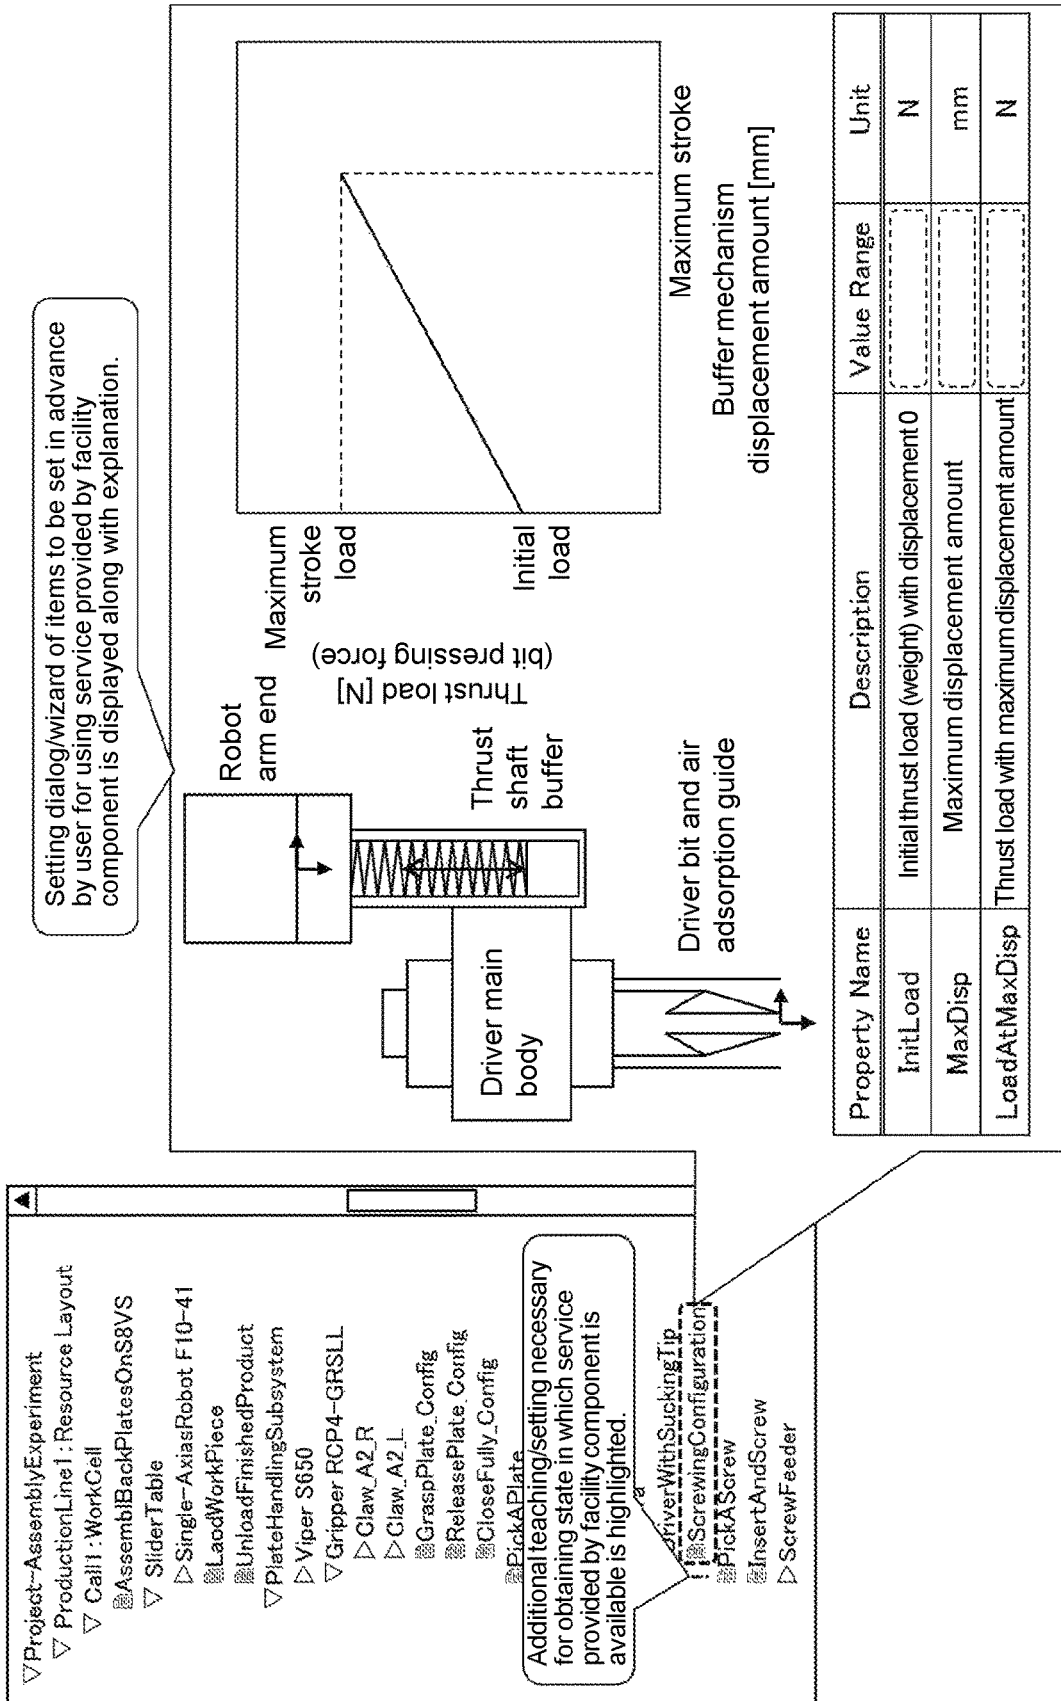 ▽Project-AssemblyExperiment
▽ ProductionLine1:Resource Layout
▽ Call1:WorkCell
AssemblBackPlatesOnS8VS
▽ SliderTable
▷Single-AxiasRobot F10-41
LaodWorkPiece
UnloadFinishedProduct
▽PlateHandlingSubsystem
▷Viper S650
▽Gripper RCP4-GRSLL
▷Claw_A2_R
▷Claw_A2_L
GraspPlate_Config
ReleasePlate_Config
CloseFully_Config
PickAPlate
DriverWithSuckingTip
ScrewingConfiguration
PickAScrew
InsertAndScrew
▷ScrewFeeder
Additional teaching/setting necessary
for obtaining state in which service
provided by facility component is
available is highlighted.
Setting dialog/wizard of items to be set in advance
by user for using service provided by facility
component is displayed along with explanation.
Robot
arm end
Thrust
shaft
buffer
Driver main
body
Driver bit and air
adsorption guide
Thrust load [N]
(bit pressing force)
Maximum
stroke
load
Initial
load
Maximum stroke
Buffer mechanism
displacement amount [mm]
Property Name Description Value Range Unit
InitLoad Initial thrust load (weight) with displacement 0 N
MaxDisp Maximum displacement amount mm
LoadAtMaxDisp Thrust load with maximum displacement amount N